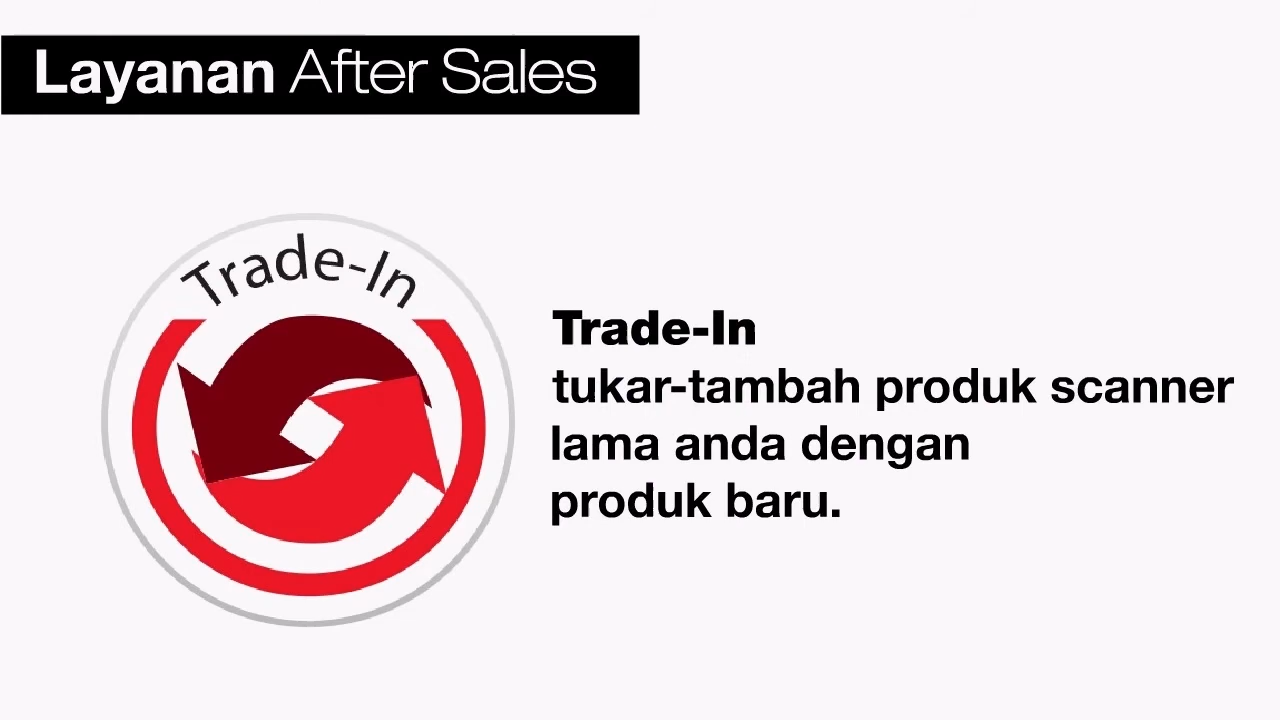 Layanan After Sales
Trade-In
Trade-In
tukar-tambah produk scanner
lama anda dengan
produk baru.